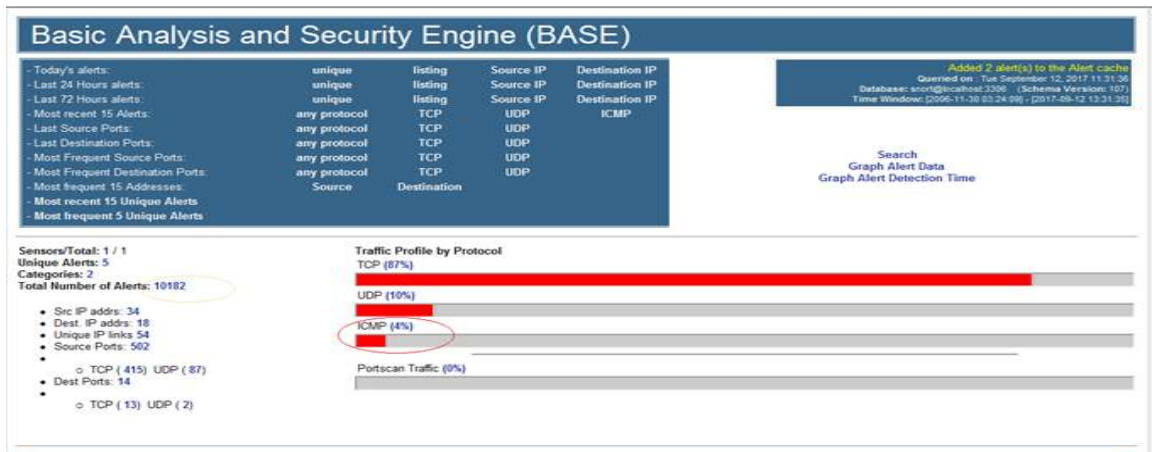 Basic Analysis and Security Engine (BASE)
- Today's alerts: unique listing Source IP Destination IP
- Last 24 Hours alerts: unique listing Source IP Destination IP
- Last 72 Hours alerts: unique listing Source IP Destination IP
- Most recent 15 Alerts: any protocol TCP UDP ICMP
- Last Source Ports: any protocol TCP UDP
- Last Destination Ports: any protocol TCP UDP
- Most Frequent Source Ports: any protocol TCP UDP
- Most Frequent Destination Ports: any protocol TCP UDP
- Most frequent 15 Addresses: Source Destination
- Most recent 15 Unique Alerts
- Most frequent 5 Unique Alerts
Added 2 alert(s) to the Alert cache
Queried on : Tue September 12, 2017 11:31:36
Database: snort@localhost:3306 (Schema Version: 107)
Time Window: [2006-11-30 03:24:09] - [2017-09-12 13:31:35]
Search
Graph Alert Data
Graph Alert Detection Time
Sensors/Total: 1 / 1
Unique Alerts: 5
Categories: 2
Total Number of Alerts: 10182
• Src IP addrs: 34
• Dest. IP addrs: 18
• Unique IP links 54
• Source Ports: 502
•
○ TCP ( 415) UDP ( 87)
• Dest Ports: 14
•
○ TCP ( 13) UDP ( 2)
Traffic Profile by Protocol
TCP (87%)
UDP (10%)
ICMP (4%)
Portscan Traffic (0%)